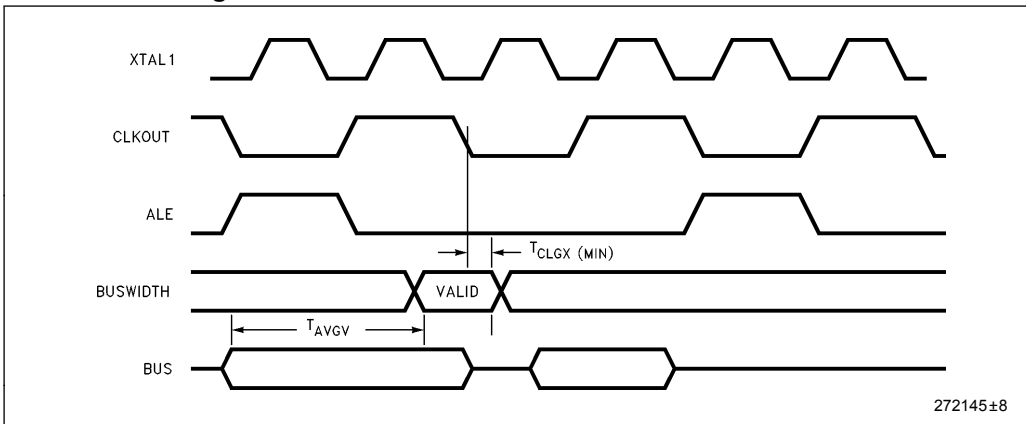 XTAL1
CLKOUT
ALE
TCLGX (MIN)
BUSWIDTH
VALID
TAVGV
BUS
272145±8